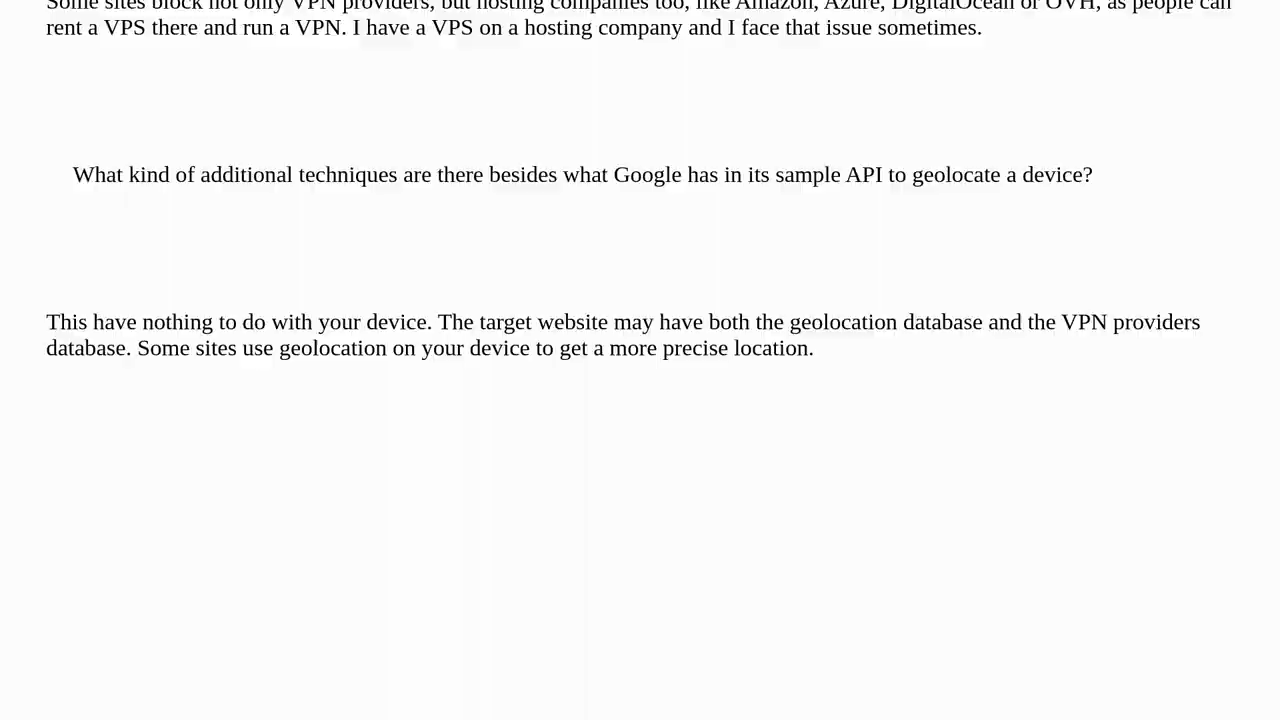 Some sites block not only VPN providers, but hosting companies too, like Amazon, Azure, DigitalOcean or OVH, as people can
rent a VPS there and run a VPN. I have a VPS on a hosting company and I face that issue sometimes.
What kind of additional techniques are there besides what Google has in its sample API to geolocate a device?
This have nothing to do with your device. The target website may have both the geolocation database and the VPN providers
database. Some sites use geolocation on your device to get a more precise location.